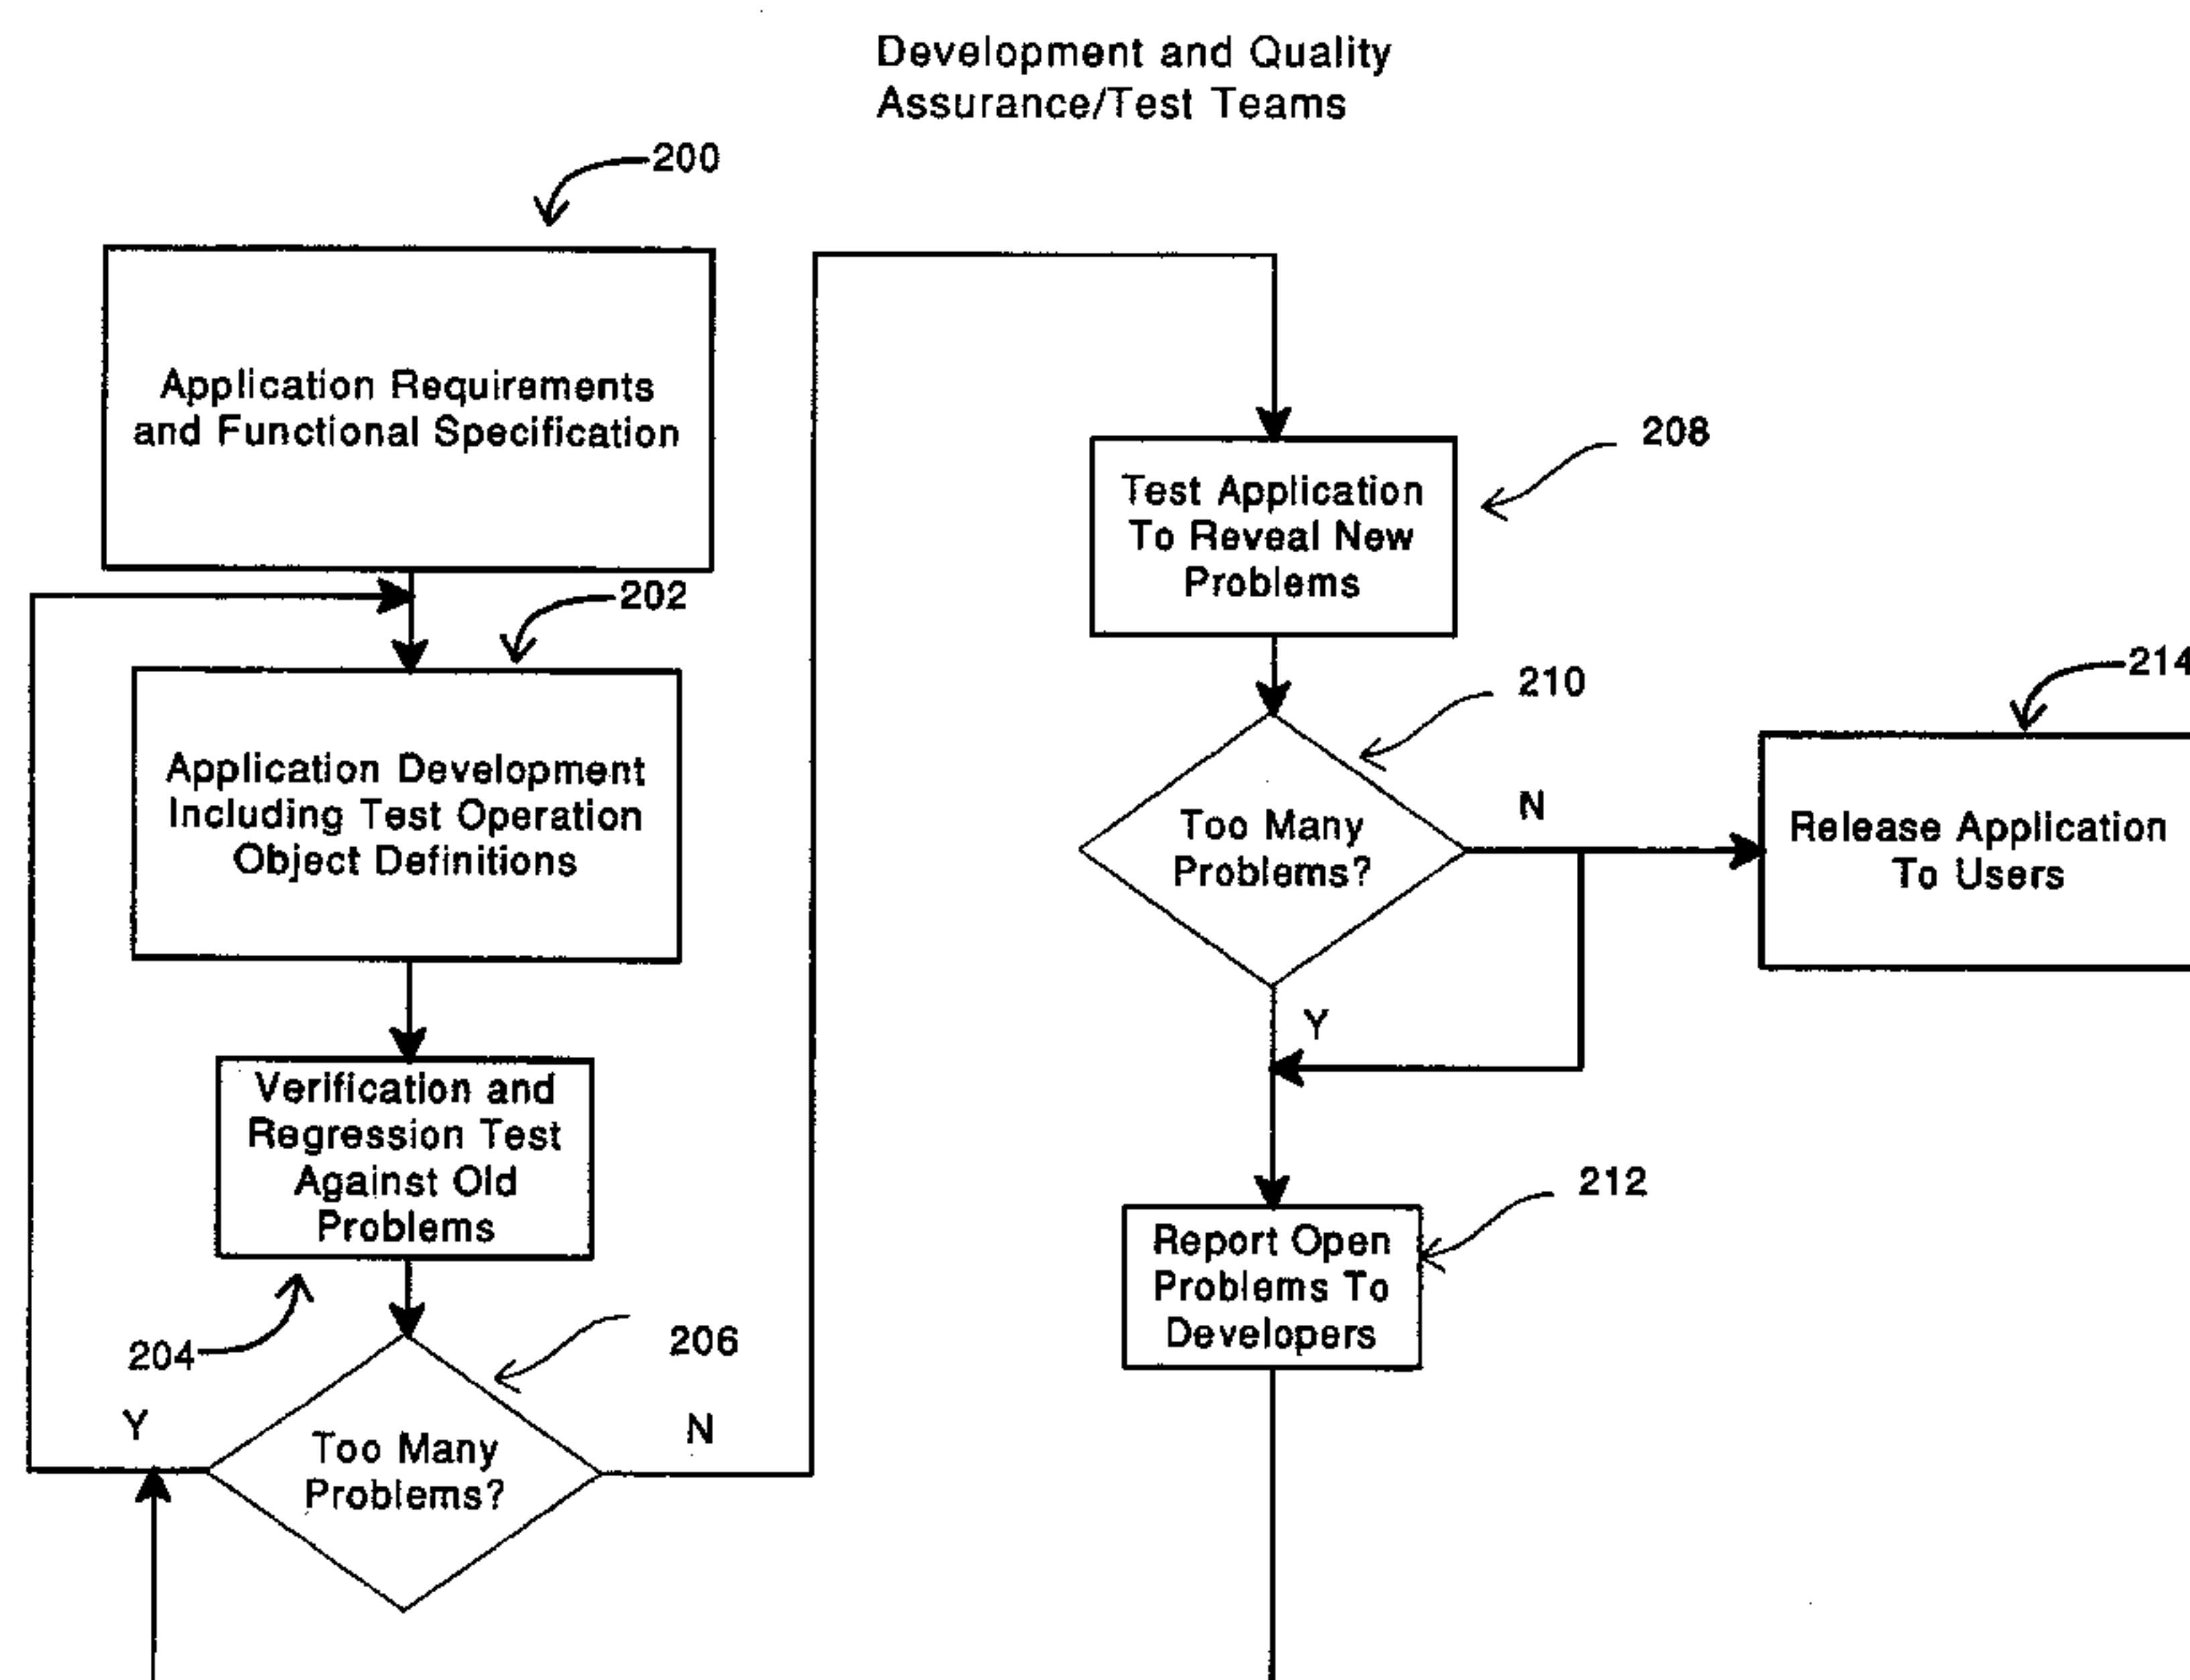 Development and Quality
Assurance/Test Teams
200
Application Requirements
and Functional Specification
202
Application Development
Including Test Operation
Object Definitions
Verification and
Regression Test
Against Old
Problems
204
206
Y
Too Many
Problems?
N
208
Test Application
To Reveal New
Problems
210
Too Many
Problems?
N
Y
214
Release Application
To Users
212
Report Open
Problems To
Developers